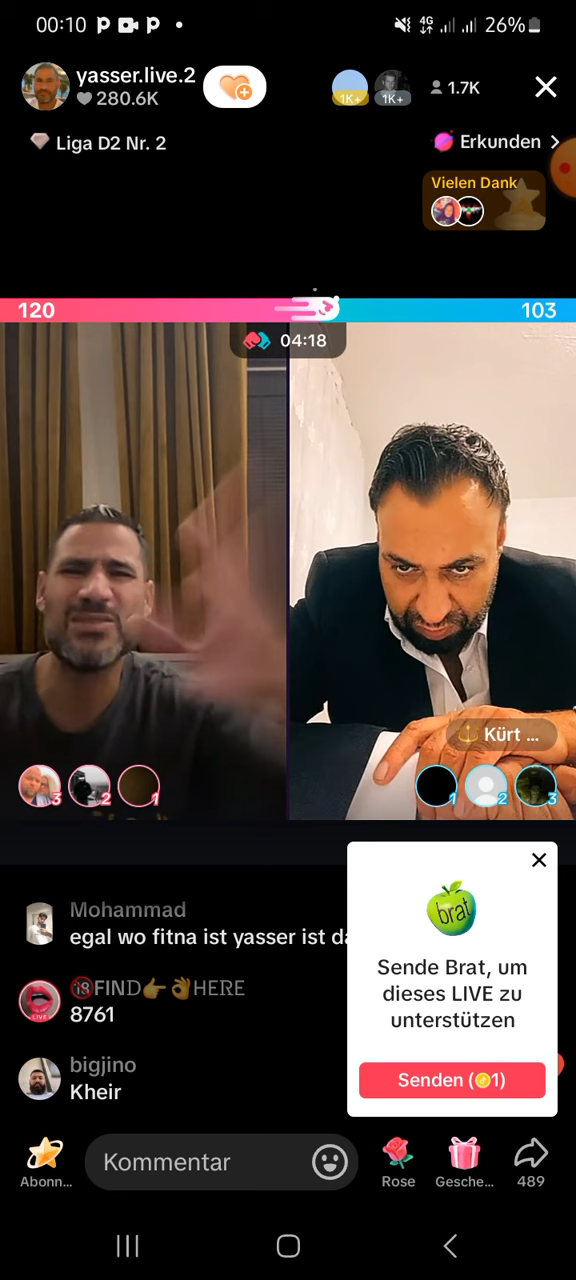 00:10
4G
26%
yasser.live.2
280.6K
1K+
1K+
1.7K
Liga D2 Nr. 2
Erkunden
Vielen Dank
120
103
04:18
Kürt ...
3
2
1
1
2
3
brat
Sende Brat, um
dieses LIVE zu
unterstützen
Senden (1)
Mohammad
egal wo fitna ist yasser ist
🔞FIND👉👌HERE
LIVE
8761
bigjino
Kheir
Abonn...
Kommentar
Rose
Gesche...
489